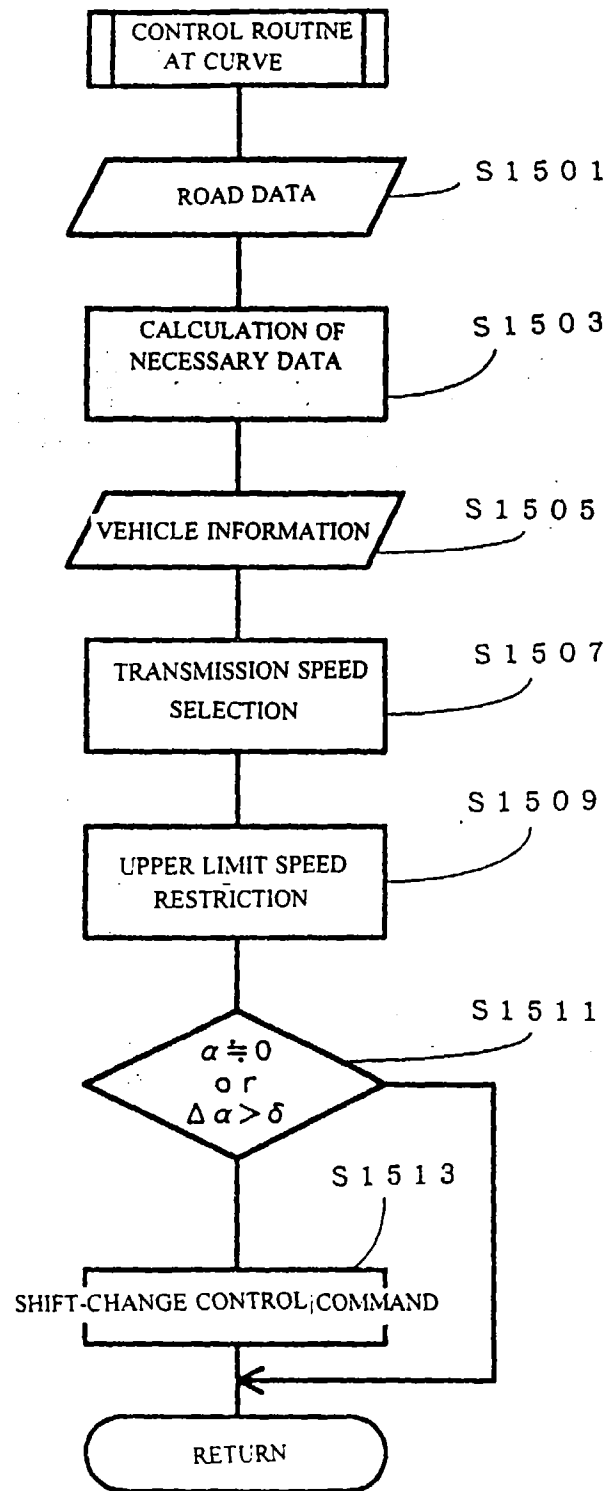 CONTROL ROUTINE
AT CURVE
ROAD DATA
S1501
CALCULATION OF
NECESSARY DATA
S1503
VEHICLE INFORMATION
S1505
TRANSMISSION SPEED
SELECTION
S1507
UPPER LIMIT SPEED
RESTRICTION
S1509
α≒0
or
Δα>δ
S1511
SHIFT-CHANGE CONTROL COMMAND
S1513
RETURN